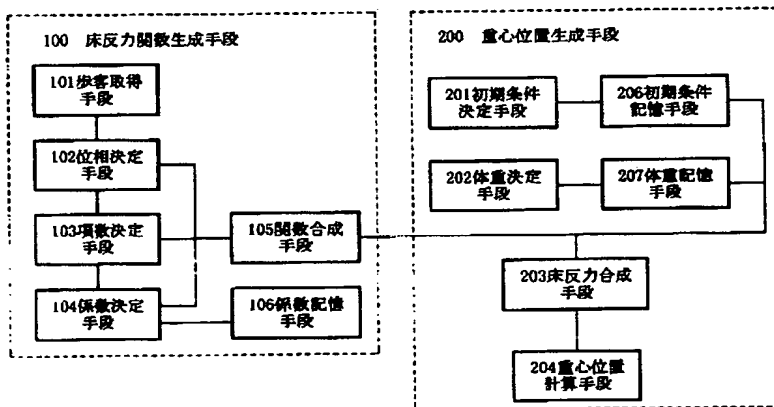 100 床反力関数生成手段
101歩容取得
手段
102位相決定
手段
103項数決定
手段
104係数決定
手段
105関数合成
手段
106係数記憶
手段
200 重心位置生成手段
201初期条件
決定手段
206初期条件
記憶手段
202体重決定
手段
207体重記憶
手段
203床反力合成
手段
204重心位置
計算手段